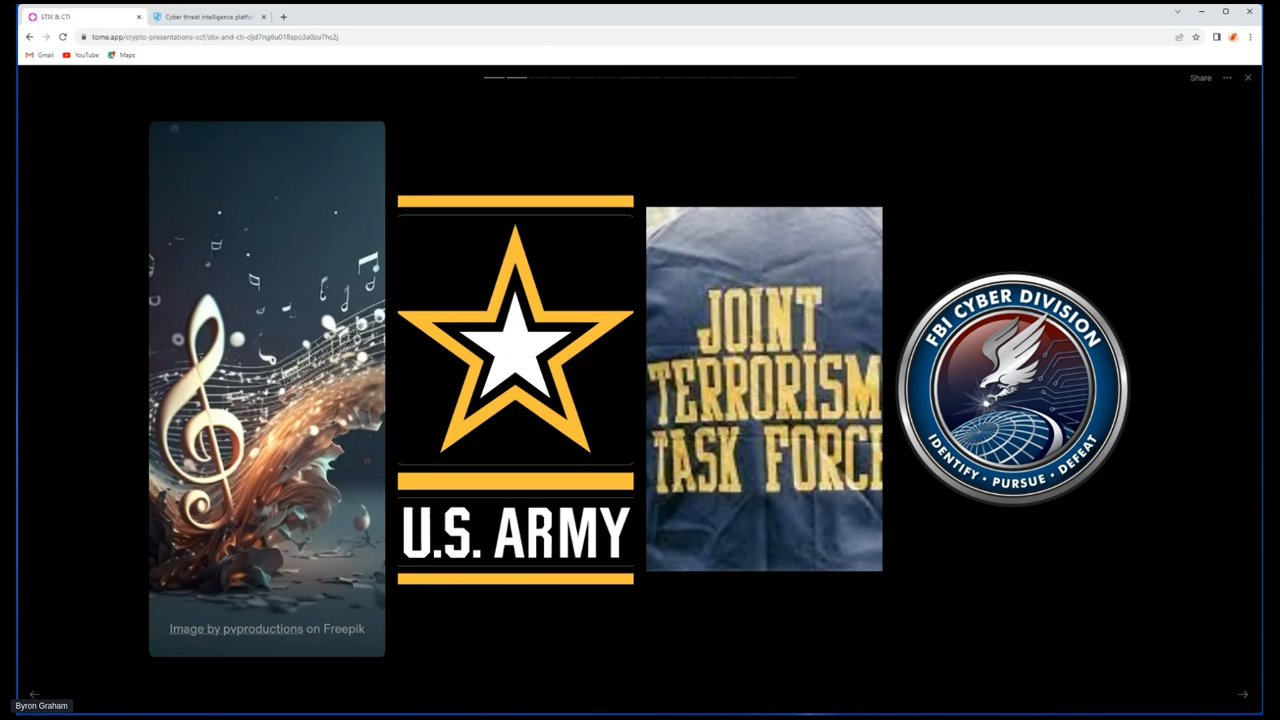 STIX & CTI
Cyber threat intelligence platfo
tome.app/crypto-presentations-ccf/stix-and-cti-cljd7ng6u018spo3a0zu7hc2j
Gmail
YouTube
Maps
Share
Image by pvproductions on Freepik
U.S. ARMY
JOINT
TERRORISM
TASK FORCE
FBI CYBER DIVISION
IDENTIFY • PURSUE • DEFEAT
Byron Graham